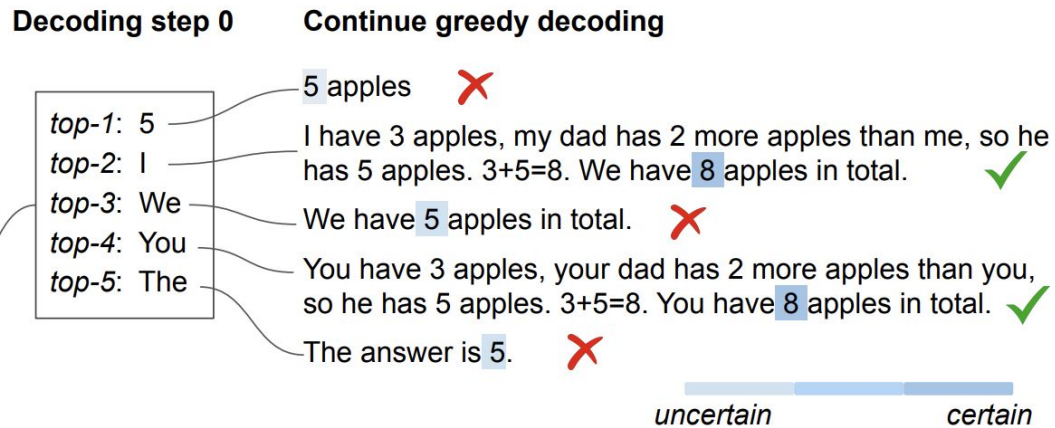 Decoding step 0
Continue greedy decoding
top-1: 5
top-2: I
top-3: We
top-4: You
top-5: The
5 apples
I have 3 apples, my dad has 2 more apples than me, so he
has 5 apples. 3+5=8. We have 8 apples in total.
We have 5 apples in total.
You have 3 apples, your dad has 2 more apples than you,
so he has 5 apples. 3+5=8. You have 8 apples in total.
The answer is 5.
uncertain
certain